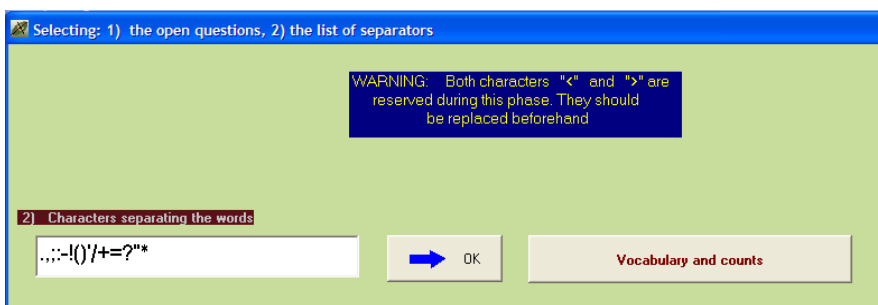 Selecting: 1) the open questions, 2) the list of separators
WARNING: Both characters "<" and ">" are
reserved during this phase. They should
be replaced beforehand
2) Characters separating the words
.,;:-!()'/+=?"*
OK
Vocabulary and counts